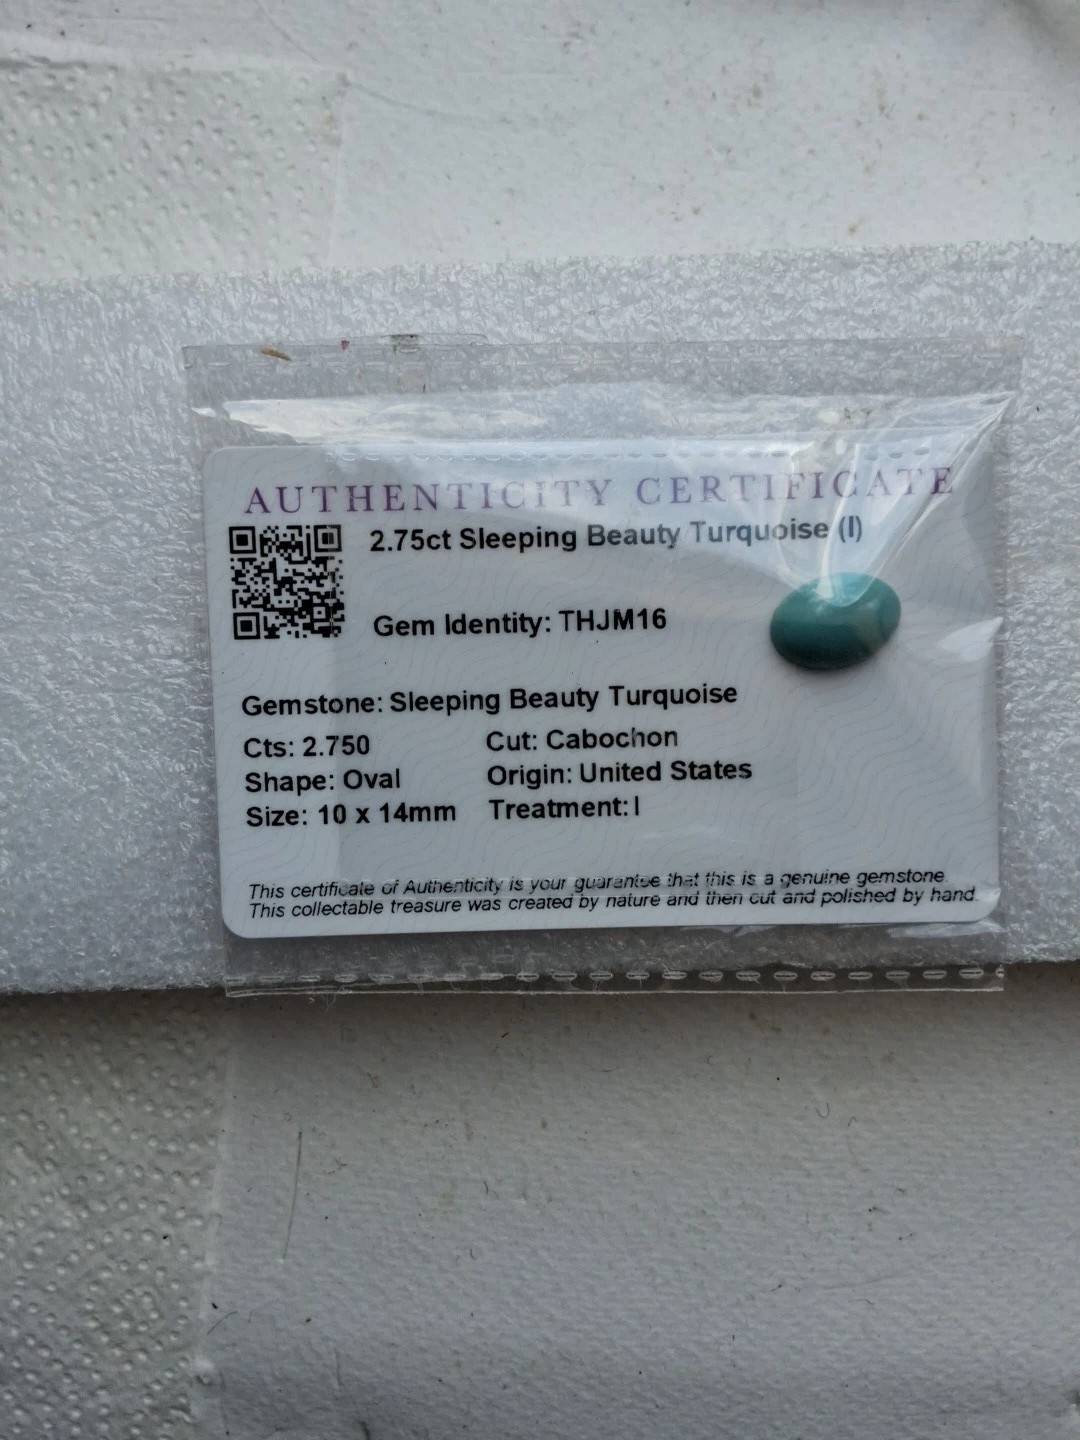 AUTHENTICITY CERTIFICATE
2.75ct Sleeping Beauty Turquoise (I)
Gem Identity: THJM16
Gemstone: Sleeping Beauty Turquoise
Cts: 2.750 Cut: Cabochon
Shape: Oval Origin: United States
Size: 10 x 14mm Treatment: I
This certificate of Authenticity is your guarantee that this is a genuine gemstone.
This collectable treasure was created by nature and then cut and polished by hand.